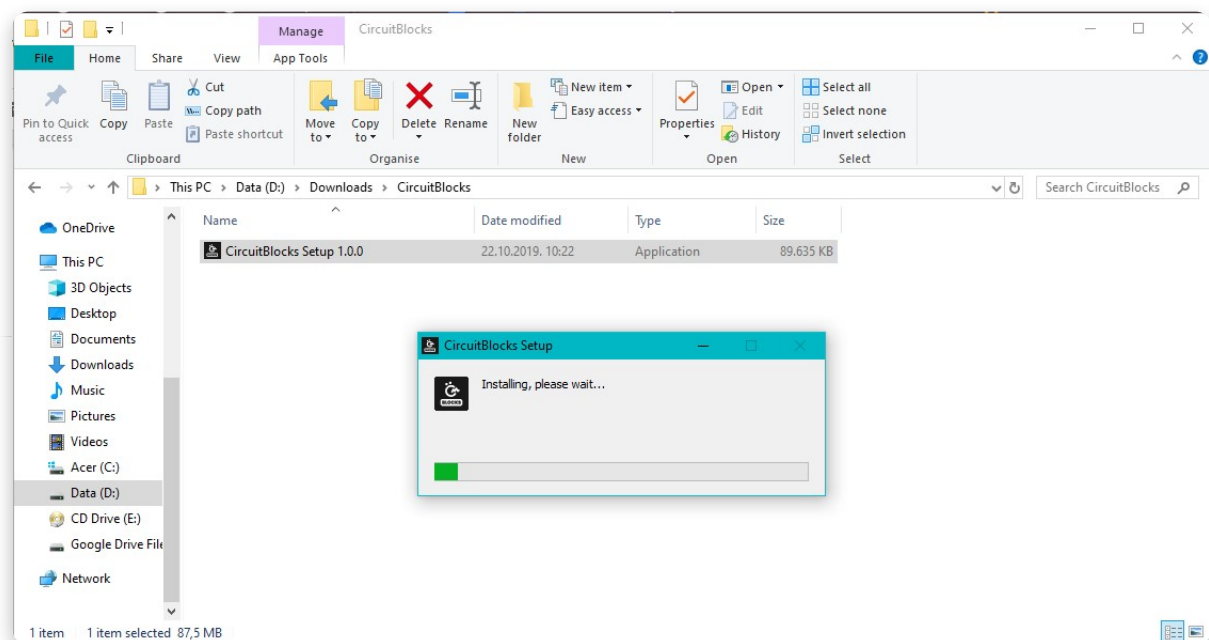 Manage CircuitBlocks
File Home Share View App Tools
Pin to Quick access
Copy
Paste
Cut
Copy path
Paste shortcut
Move to
Copy to
Delete
Rename
New folder
New item
Easy access
Properties
Open
Edit
History
Select all
Select none
Invert selection
Clipboard Organise New Open Select
This PC > Data (D:) > Downloads > CircuitBlocks
Search CircuitBlocks
OneDrive
This PC
3D Objects
Desktop
Documents
Downloads
Music
Pictures
Videos
Acer (C:)
Data (D:)
CD Drive (E:)
Google Drive File
Network
Name Date modified Type Size
CircuitBlocks Setup 1.0.0 22.10.2019. 10:22 Application 89.635 KB
CircuitBlocks Setup
BLOCKS
Installing, please wait...
1 item 1 item selected 87,5 MB